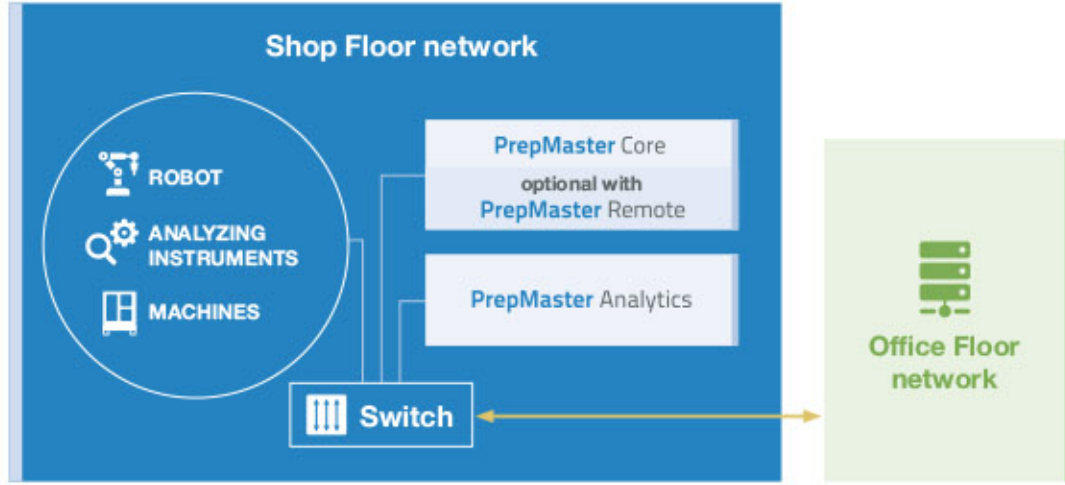 Shop Floor network
ROBOT
ANALYZING
INSTRUMENTS
MACHINES
PrepMaster Core
optional with
PrepMaster Remote
PrepMaster Analytics
Switch
Office Floor
network